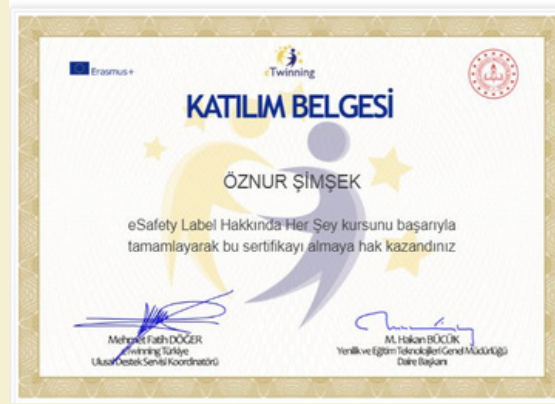 Erasmus+
eTwinning
KATILIM BELGESİ
ÖZNUR ŞİMŞEK
eSafety Label Hakkında Her Şey kursunu başarıyla
tamamlayarak bu sertifikayı almaya hak kazandınız
Mehmet Fatih DÖĞER
eTwinning Türkiye
Ulusal Destek Servisi Koordinatörü
M. Hakan BÜCÜK
Yenilik ve Eğitim Teknolojileri Genel Müdürlüğü
Daire Başkanı